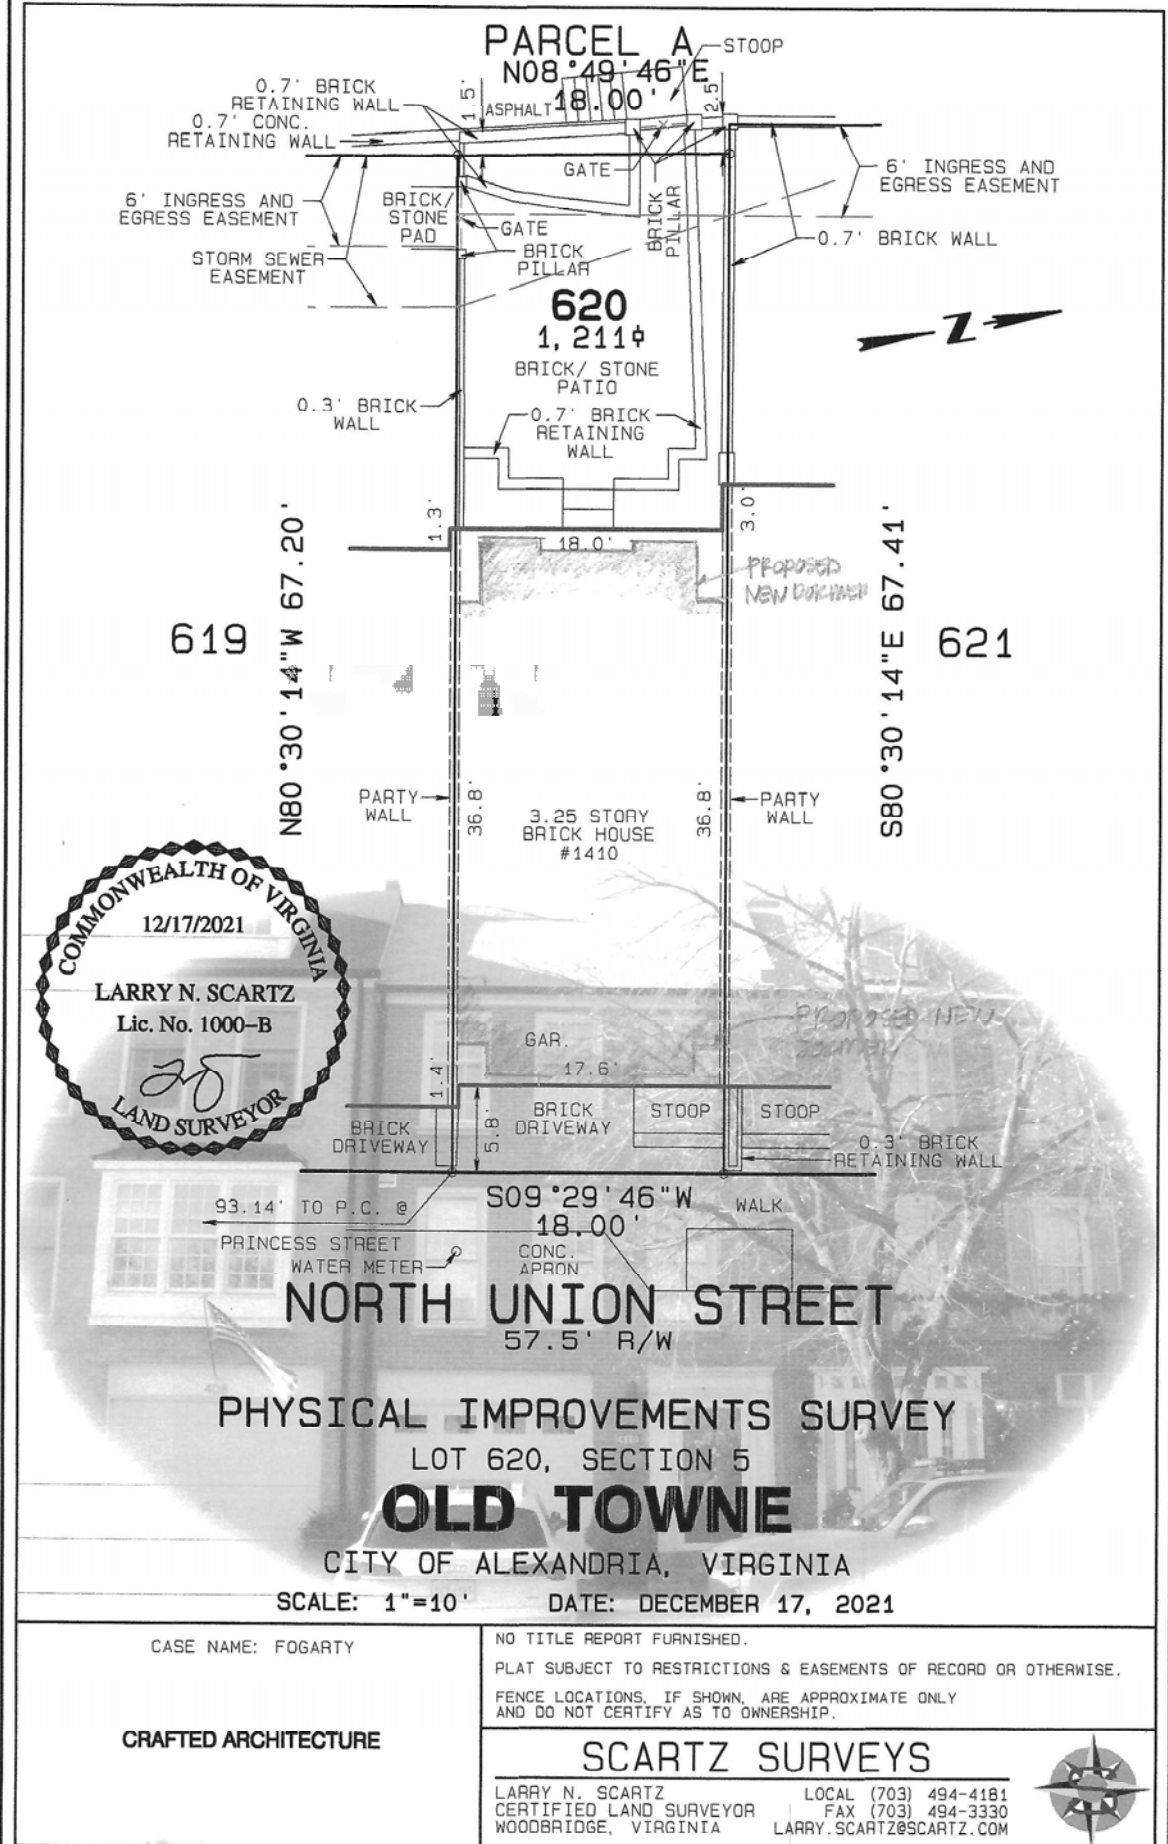 PARCEL A
STOOP
N08°49'46"E
18.00'
0.7' BRICK
RETAINING WALL
0.7' CONC.
RETAINING WALL
1.5'
ASPHALT
2.5'
GATE
6' INGRESS AND
EGRESS EASEMENT
6' INGRESS AND
EGRESS EASEMENT
BRICK/
STONE
PAD
GATE
BRICK
PILLAR
BRICK
PILLAR
0.7' BRICK WALL
STORM SEWER
EASEMENT
620
1,211⌽
BRICK/ STONE
PATIO
Z
0.3' BRICK
WALL
0.7' BRICK
RETAINING
WALL
1.3'
3.0'
18.0'
PROPOSED
NEW DORMER
619
N80°30'14"W 67.20'
S80°30'14"E 67.41'
621
PARTY
WALL
36.8'
3.25 STORY
BRICK HOUSE
#1410
36.8'
PARTY
WALL
COMMONWEALTH OF VIRGINIA
12/17/2021
LARRY N. SCARTZ
Lic. No. 1000-B
LAND SURVEYOR
PROPOSED NEW
DORMER
GAR.
17.6'
1.4'
BRICK
DRIVEWAY
5.8'
BRICK
DRIVEWAY
STOOP
STOOP
0.3' BRICK
RETAINING WALL
93.14' TO P.C. @
PRINCESS STREET
S09°29'46"W
18.00'
WALK
WATER METER
CONC.
APRON
NORTH UNION STREET
57.5' R/W
PHYSICAL IMPROVEMENTS SURVEY
LOT 620, SECTION 5
OLD TOWNE
CITY OF ALEXANDRIA, VIRGINIA
SCALE: 1"=10' DATE: DECEMBER 17, 2021
CASE NAME: FOGARTY
CRAFTED ARCHITECTURE
NO TITLE REPORT FURNISHED.
PLAT SUBJECT TO RESTRICTIONS & EASEMENTS OF RECORD OR OTHERWISE.
FENCE LOCATIONS, IF SHOWN, ARE APPROXIMATE ONLY
AND DO NOT CERTIFY AS TO OWNERSHIP.
SCARTZ SURVEYS
LARRY N. SCARTZ
CERTIFIED LAND SURVEYOR
WOODBRIDGE, VIRGINIA
LOCAL (703) 494-4181
FAX (703) 494-3330
LARRY.SCARTZ@SCARTZ.COM